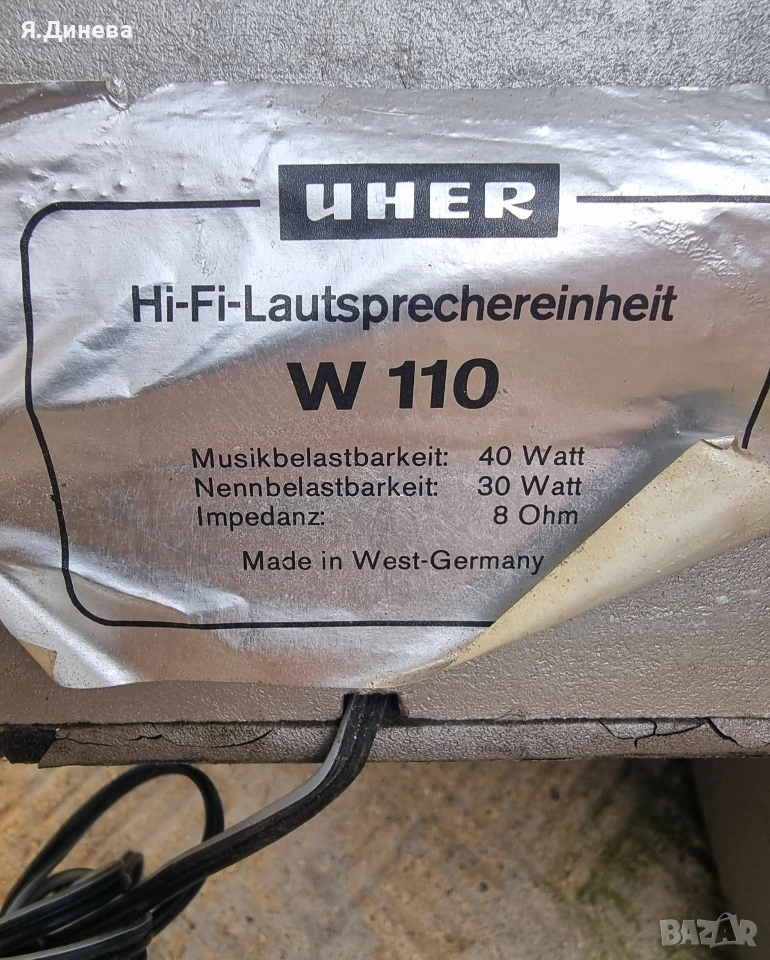 Я.Динева
UHER
Hi-Fi-Lautsprechereinheit
W 110
Musikbelastbarkeit: 40 Watt
Nennbelastbarkeit: 30 Watt
Impedanz: 8 Ohm
Made in West-Germany
BAZAR